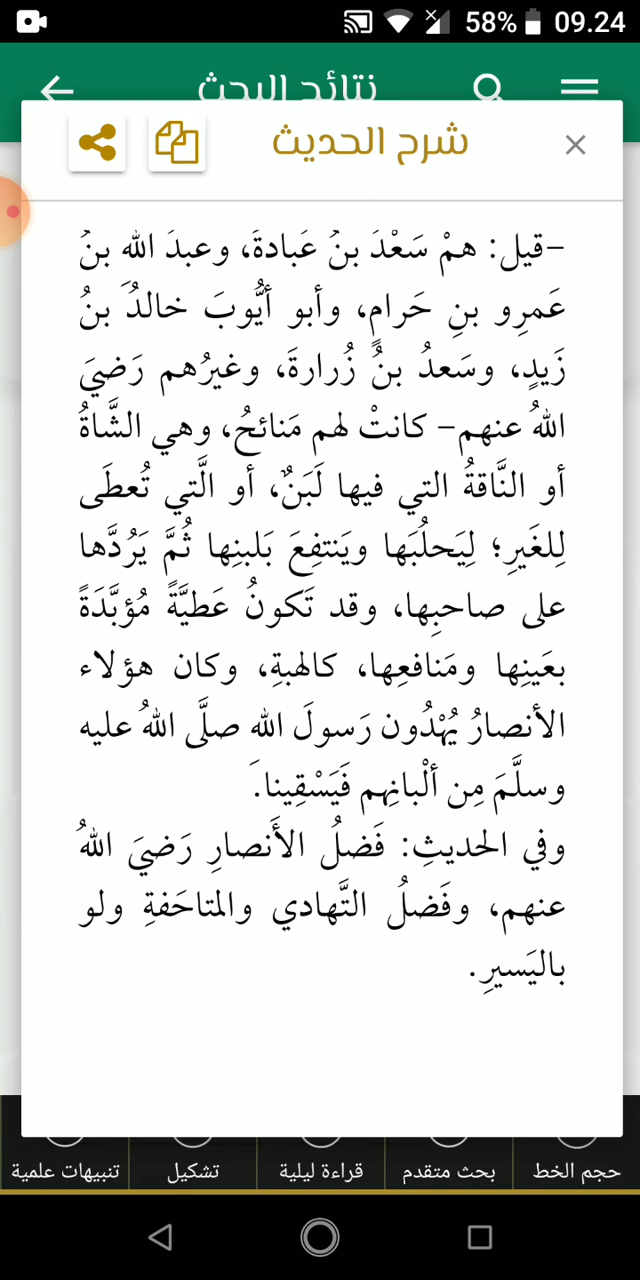 58% 09.24
نتائج البحث
شرح الحديث
–قيل: همْ سَعْدَ بنُ عَبادةَ، وعبدَ الله بنُ
عَمرِو بنِ حَرامٍ، وأبو أيُّوبَ خالدُ بنُ
زَيدٍ، وسَعدُ بنُ زُرارةَ، وغيرُهم رَضيَ
اللهُ عنهم– كانتْ لهم مَنائحُ، وهي الشَّاةُ
أو النَّاقةُ التي فيها لَبَنٌ، أو الَّتي تُعطَى
لِلغَيرِ؛ لِيَحلُبَها ويَنتفِعَ بَلبنِها ثُمَّ يَرُدَّها
على صاحبِها، وقد تَكونُ عَطيَّةً مُؤبَّدَةً
بعَينِها ومَنافعِها، كالهبةِ، وكان هؤلاء
الأنصارُ يُهْدُون رَسولَ الله صلَّى اللهُ عليه
وسلَّمَ مِن ألْبانِهم فَيَسْقِيناَ.
وفي الحديثِ: فَضلُ الأَنصارِ رَضيَ اللهُ
عنهم، وفَضلُ التَّهادي والمتاحَفةِ ولو
باليَسيرِ.
حجم الخط بحث متقدم قراءة ليلية تشكيل تنبيهات علمية